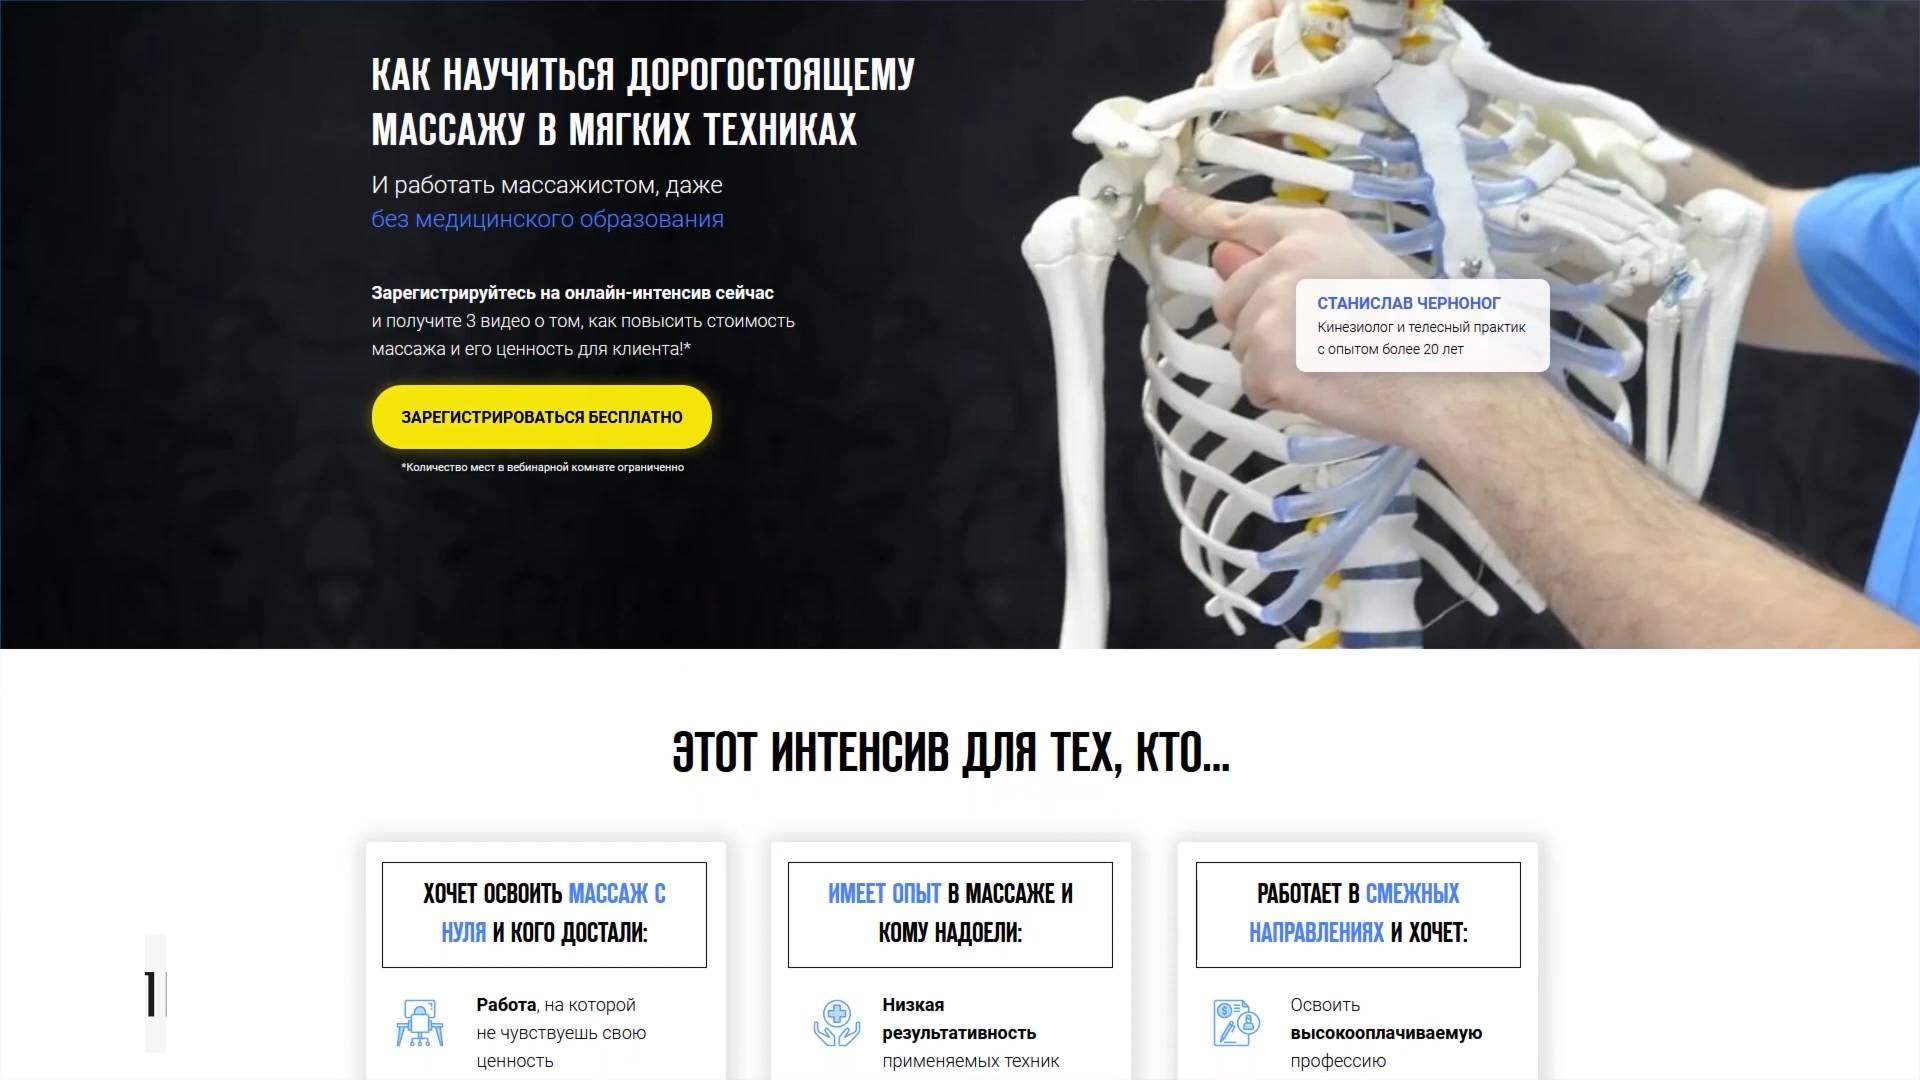 КАК НАУЧИТЬСЯ ДОРОГОСТОЯЩЕМУ
МАССАЖУ В МЯГКИХ ТЕХНИКАХ
И работать массажистом, даже
без медицинского образования
Зарегистрируйтесь на онлайн-интенсив сейчас
и получите 3 видео о том, как повысить стоимость
массажа и его ценность для клиента!*
ЗАРЕГИСТРИРОВАТЬСЯ БЕСПЛАТНО
*Количество мест в вебинарной комнате ограниченно
СТАНИСЛАВ ЧЕРНОНОГ
Кинезиолог и телесный практик
с опытом более 20 лет
ЭТОТ ИНТЕНСИВ ДЛЯ ТЕХ, КТО...
ХОЧЕТ ОСВОИТЬ МАССАЖ С
НУЛЯ И КОГО ДОСТАЛИ:
Работа, на которой
не чувствуешь свою
ценность
ИМЕЕТ ОПЫТ В МАССАЖЕ И
КОМУ НАДОЕЛИ:
Низкая
результативность
применяемых техник
РАБОТАЕТ В СМЕЖНЫХ
НАПРАВЛЕНИЯХ И ХОЧЕТ:
Освоить
высокооплачиваемую
профессию